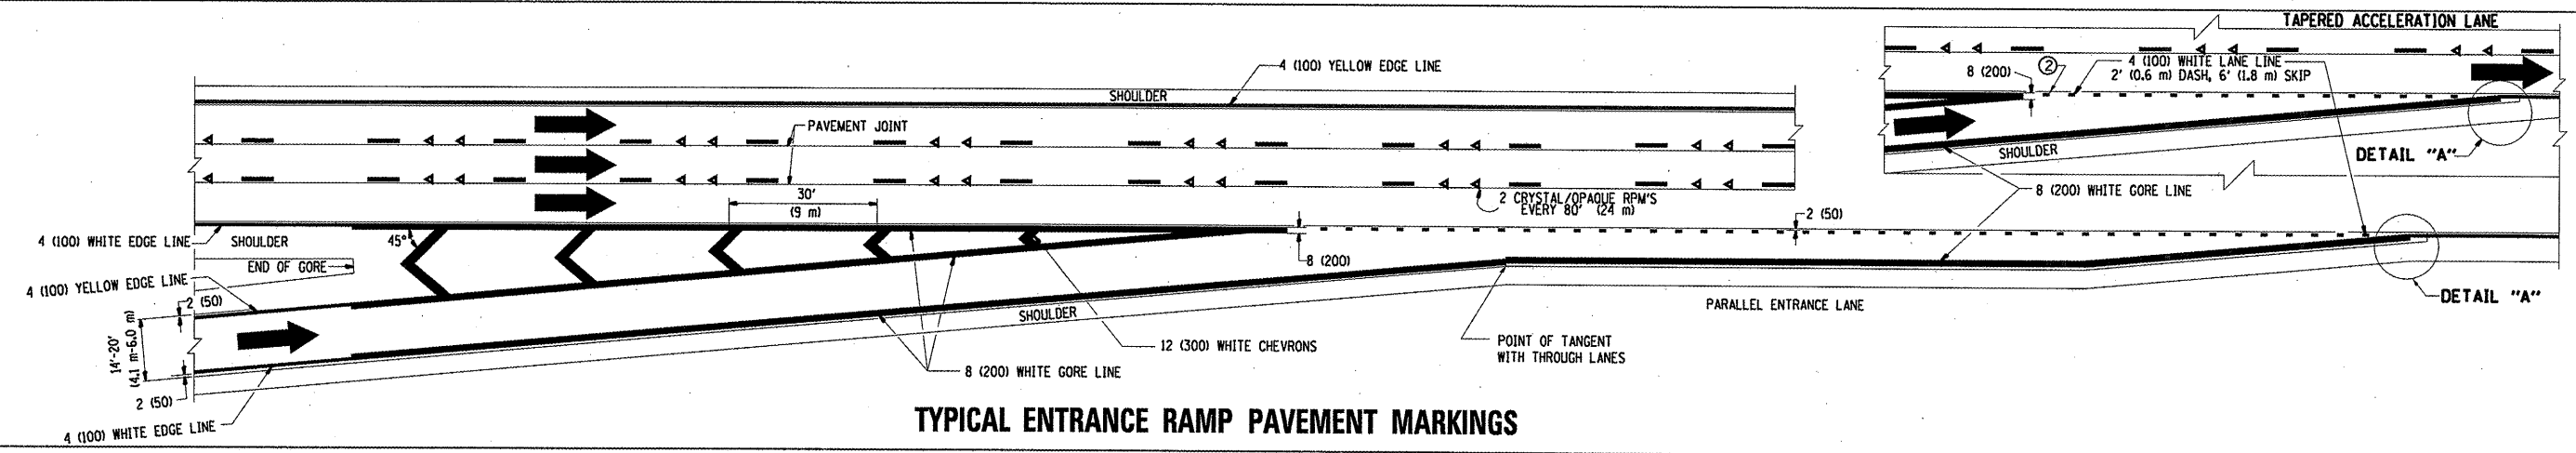 TAPERED ACCELERATION LANE
4 (100) YELLOW EDGE LINE
8 (200)
2
4 (100) WHITE LANE LINE
2' (0.6 m) DASH, 6' (1.8 m) SKIP
SHOULDER
PAVEMENT JOINT
SHOULDER
DETAIL "A"
30'
(9 m)
2 CRYSTAL/OPAQUE RPM'S
EVERY 80' (24 m)
8 (200) WHITE GORE LINE
2 (50)
4 (100) WHITE EDGE LINE
SHOULDER
45°
END OF GORE
8 (200)
4 (100) YELLOW EDGE LINE
2 (50)
DETAIL "A"
PARALLEL ENTRANCE LANE
SHOULDER
14'-20'
(4.1 m-6.0 m)
12 (300) WHITE CHEVRONS
POINT OF TANGENT
WITH THROUGH LANES
8 (200) WHITE GORE LINE
2 (50)
4 (100) WHITE EDGE LINE
TYPICAL ENTRANCE RAMP PAVEMENT MARKINGS